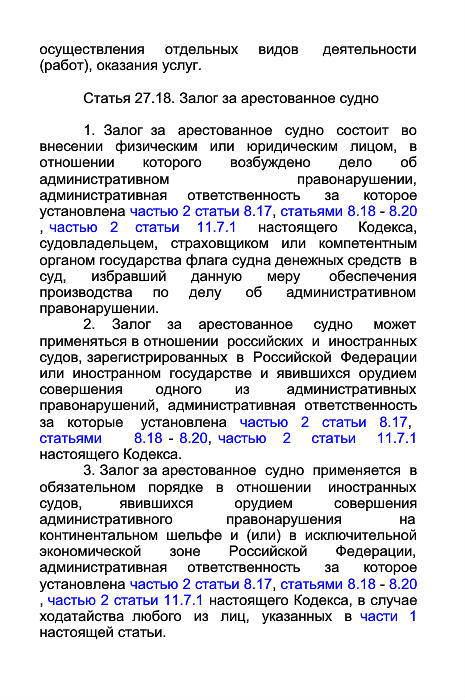 осуществления отдельных видов деятельности
(работ), оказания услуг.
Статья 27.18. Залог за арестованное судно
1. Залог за арестованное судно состоит во
внесении физическим или юридическим лицом, в
отношении которого возбуждено дело об
административном правонарушении,
административная ответственность за которое
установлена частью 2 статьи 8.17, статьями 8.18 - 8.20
, частью 2 статьи 11.7.1 настоящего Кодекса,
судовладельцем, страховщиком или компетентным
органом государства флага судна денежных средств в
суд, избравший данную меру обеспечения
производства по делу об административном
правонарушении.
2. Залог за арестованное судно может
применяться в отношении российских и иностранных
судов, зарегистрированных в Российской Федерации
или иностранном государстве и явившихся орудием
совершения одного из административных
правонарушений, административная ответственность
за которые установлена частью 2 статьи 8.17,
статьями 8.18 - 8.20, частью 2 статьи 11.7.1
настоящего Кодекса.
3. Залог за арестованное судно применяется в
обязательном порядке в отношении иностранных
судов, явившихся орудием совершения
административного правонарушения на
континентальном шельфе и (или) в исключительной
экономической зоне Российской Федерации,
административная ответственность за которое
установлена частью 2 статьи 8.17, статьями 8.18 - 8.20
, частью 2 статьи 11.7.1 настоящего Кодекса, в случае
ходатайства любого из лиц, указанных в части 1
настоящей статьи.